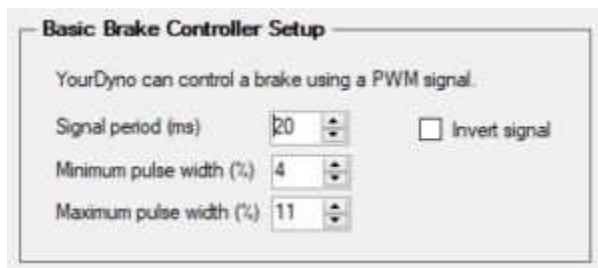 Basic Brake Controller Setup
YourDyno can control a brake using a PWM signal.
Signal period (ms) 20 Invert signal
Minimum pulse width (%) 4
Maximum pulse width (%) 11